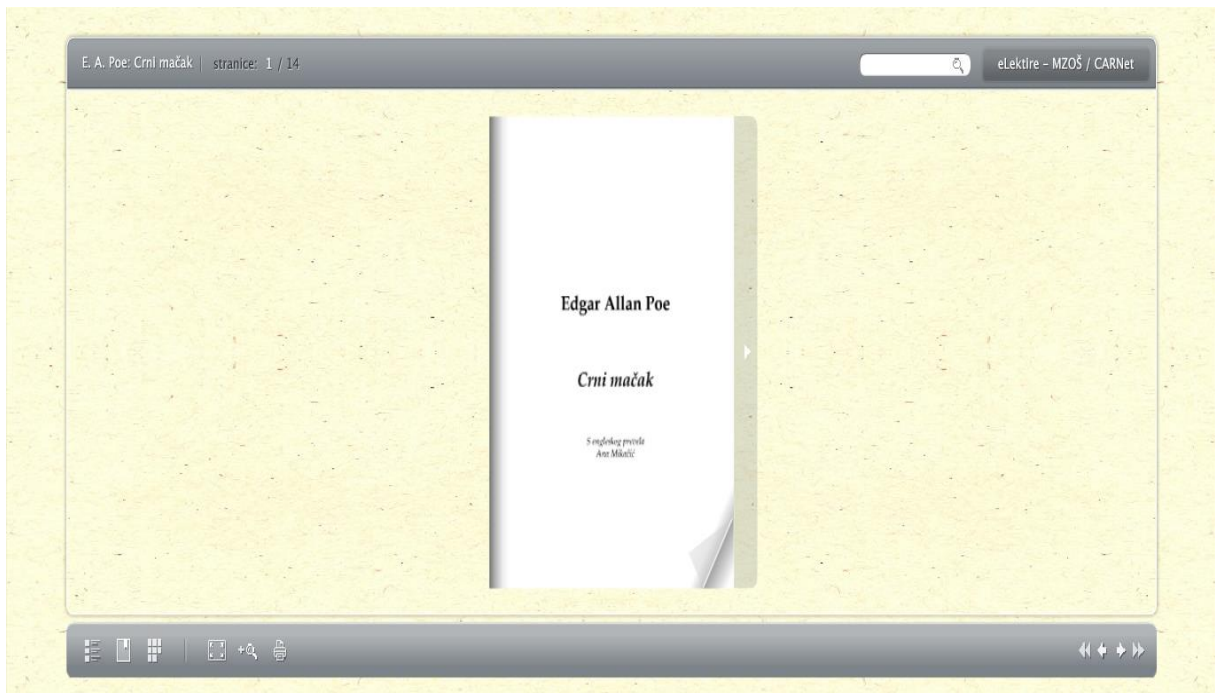 E. A. Poe: Crni mačak | stranice: 1 / 14
eLektire – MZOŠ / CARNet
Edgar Allan Poe
Crni mačak
S engleskog prevela
Ana Mikačić